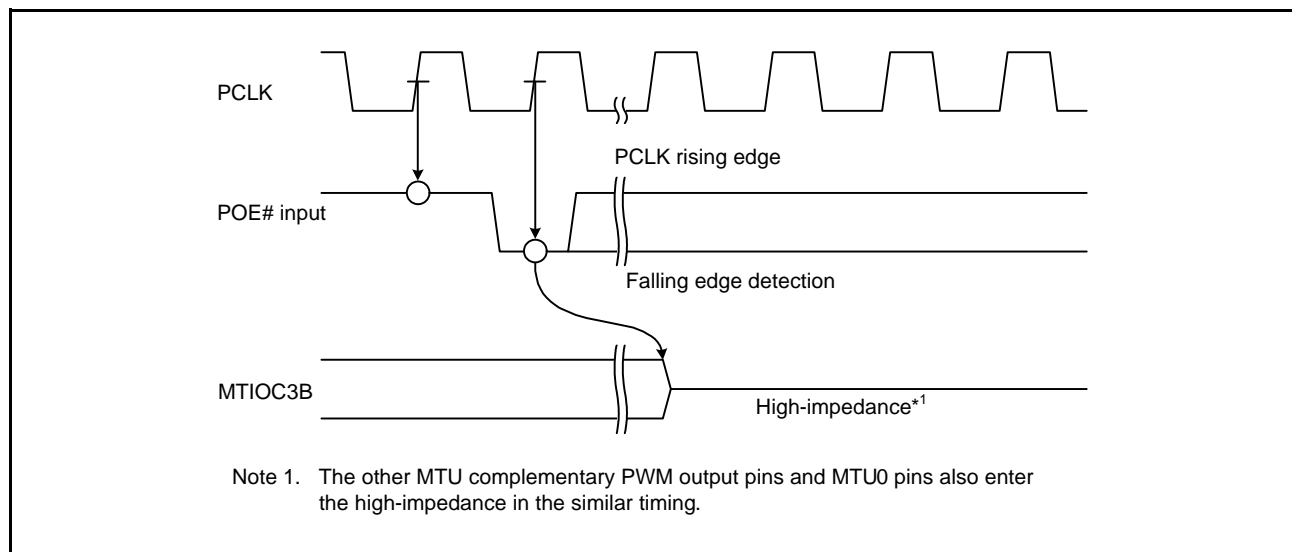 PCLK
PCLK rising edge
POE# input
Falling edge detection
MTIOC3B
High-impedance*1
Note 1. The other MTU complementary PWM output pins and MTU0 pins also enter
the high-impedance in the similar timing.